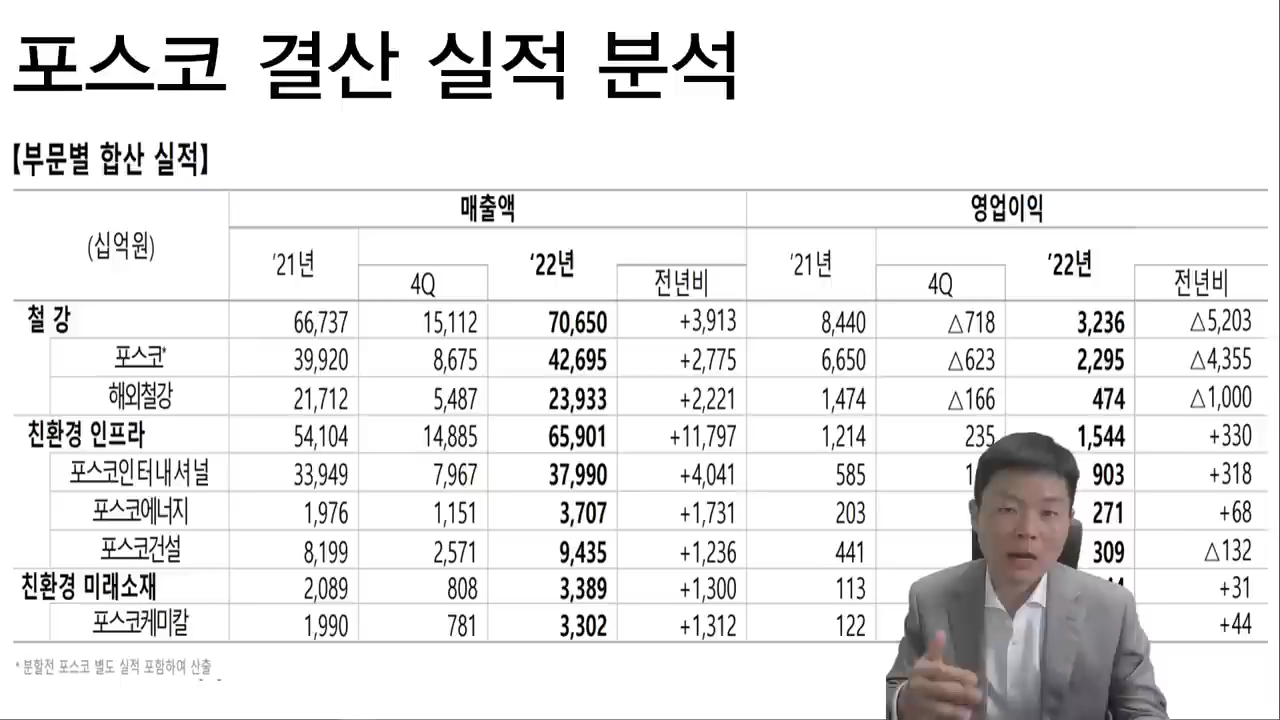 포스코 결산 실적 분석
【부문별 합산 실적】
(십억원) 매출액 영업이익
'21년 4Q '22년 전년비 '21년 4Q '22년 전년비
철 강 66,737 15,112 70,650 +3,913 8,440 △718 3,236 △5,203
포스코* 39,920 8,675 42,695 +2,775 6,650 △623 2,295 △4,355
해외철강 21,712 5,487 23,933 +2,221 1,474 △166 474 △1,000
친환경 인프라 54,104 14,885 65,901 +11,797 1,214 235 1,544 +330
포스코인터내셔널 33,949 7,967 37,990 +4,041 585 903 +318
포스코에너지 1,976 1,151 3,707 +1,731 203 271 +68
포스코건설 8,199 2,571 9,435 +1,236 441 309 △132
친환경 미래소재 2,089 808 3,389 +1,300 113 +31
포스코케미칼 1,990 781 3,302 +1,312 122 +44
* 분할전 포스코 별도 실적 포함하여 산출